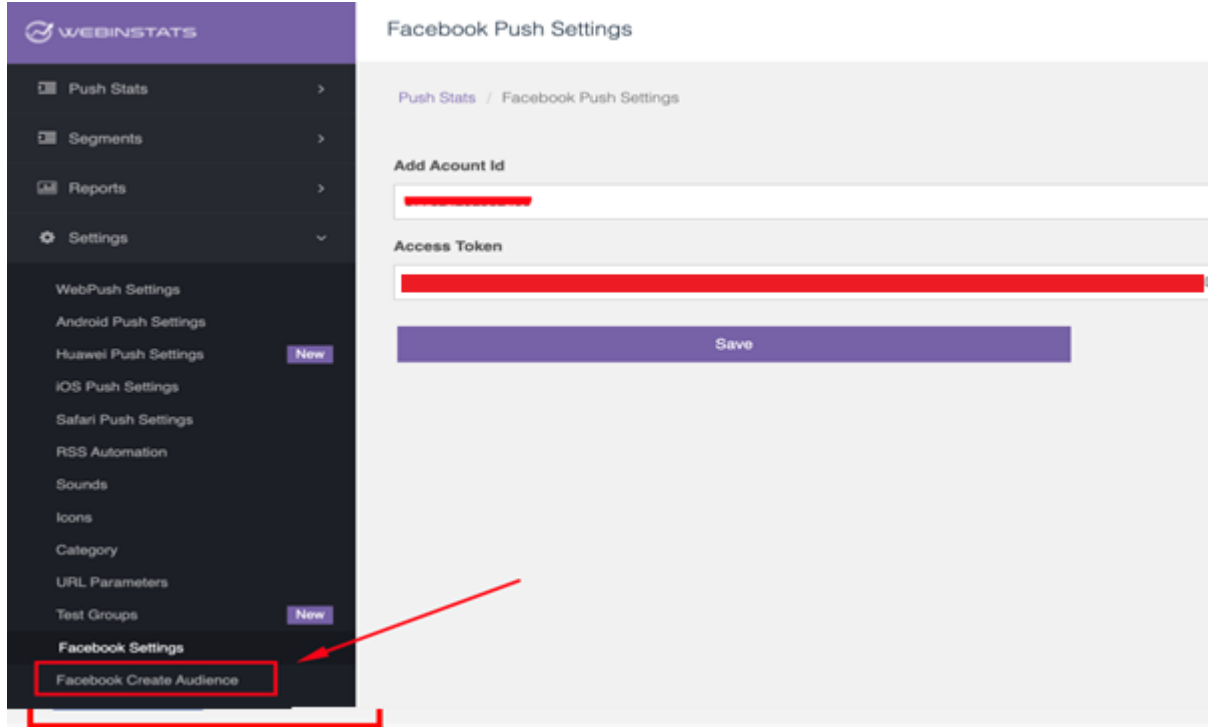 WEBINSTATS
Facebook Push Settings
Push Stats
Segments
Reports
Settings
WebPush Settings
Android Push Settings
Huawei Push Settings New
iOS Push Settings
Safari Push Settings
RSS Automation
Sounds
Icons
Category
URL Parameters
Test Groups New
Facebook Settings
Facebook Create Audience
Push Stats / Facebook Push Settings
Add Acount Id
Access Token
Save